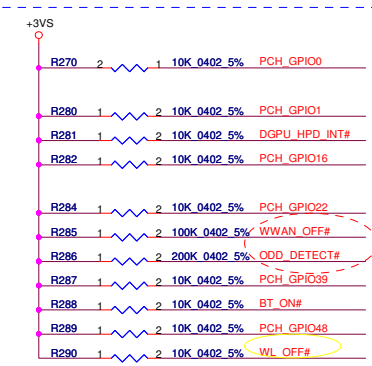 +3VS
R270 2 1 10K_0402_5% PCH_GPIO0
R280 1 2 10K_0402_5% PCH_GPIO1
R281 1 2 10K_0402_5% DGPU_HPD_INT#
R282 1 2 10K_0402_5% PCH_GPIO16
R284 1 2 10K_0402_5% PCH_GPIO22
R285 1 2 100K_0402_5% WWAN_OFF#
R286 1 2 200K_0402_5% ODD_DETECT#
R287 1 2 10K_0402_5% PCH_GPIO39
R288 1 2 10K_0402_5% BT_ON#
R289 1 2 10K_0402_5% PCH_GPIO48
R290 1 2 10K_0402_5% WL_OFF#